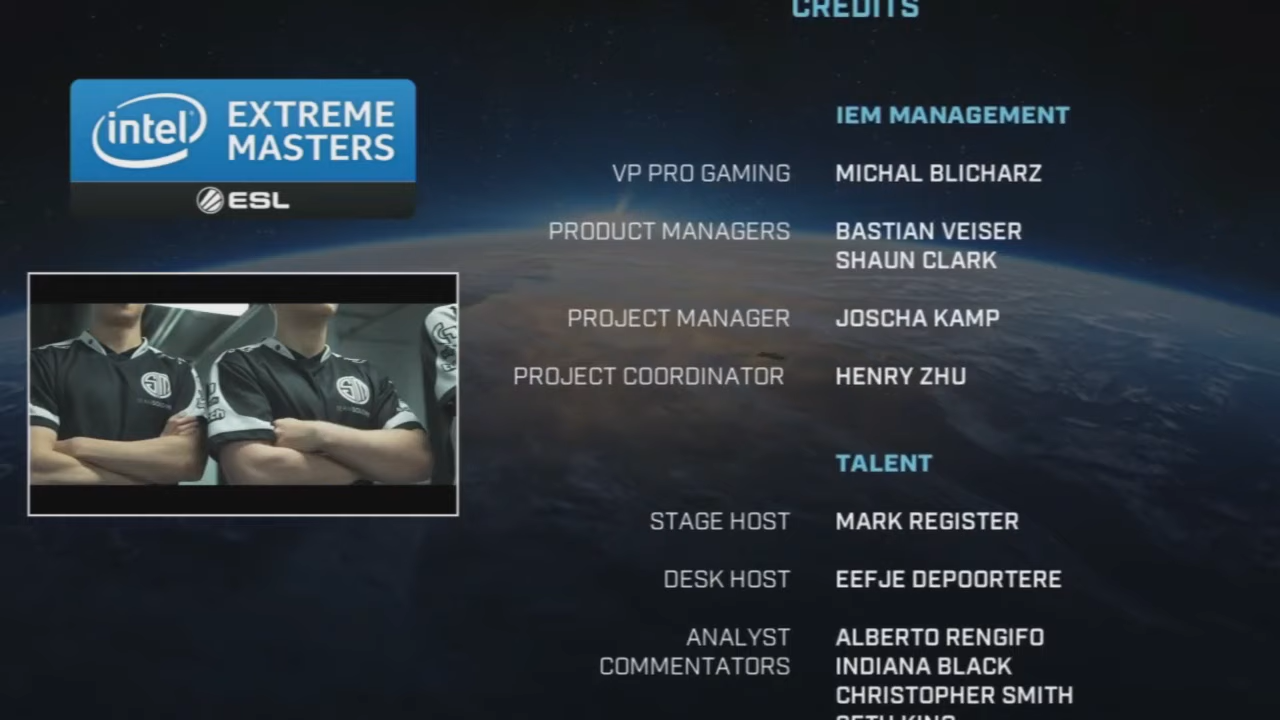 CREDITS
intel EXTREME
MASTERS
ESL
IEM MANAGEMENT
VP PRO GAMING MICHAL BLICHARZ
PRODUCT MANAGERS BASTIAN VEISER
SHAUN CLARK
PROJECT MANAGER JOSCHA KAMP
PROJECT COORDINATOR HENRY ZHU
TALENT
STAGE HOST MARK REGISTER
DESK HOST EEFJE DEPOORTERE
ANALYST ALBERTO RENGIFO
COMMENTATORS INDIANA BLACK
CHRISTOPHER SMITH